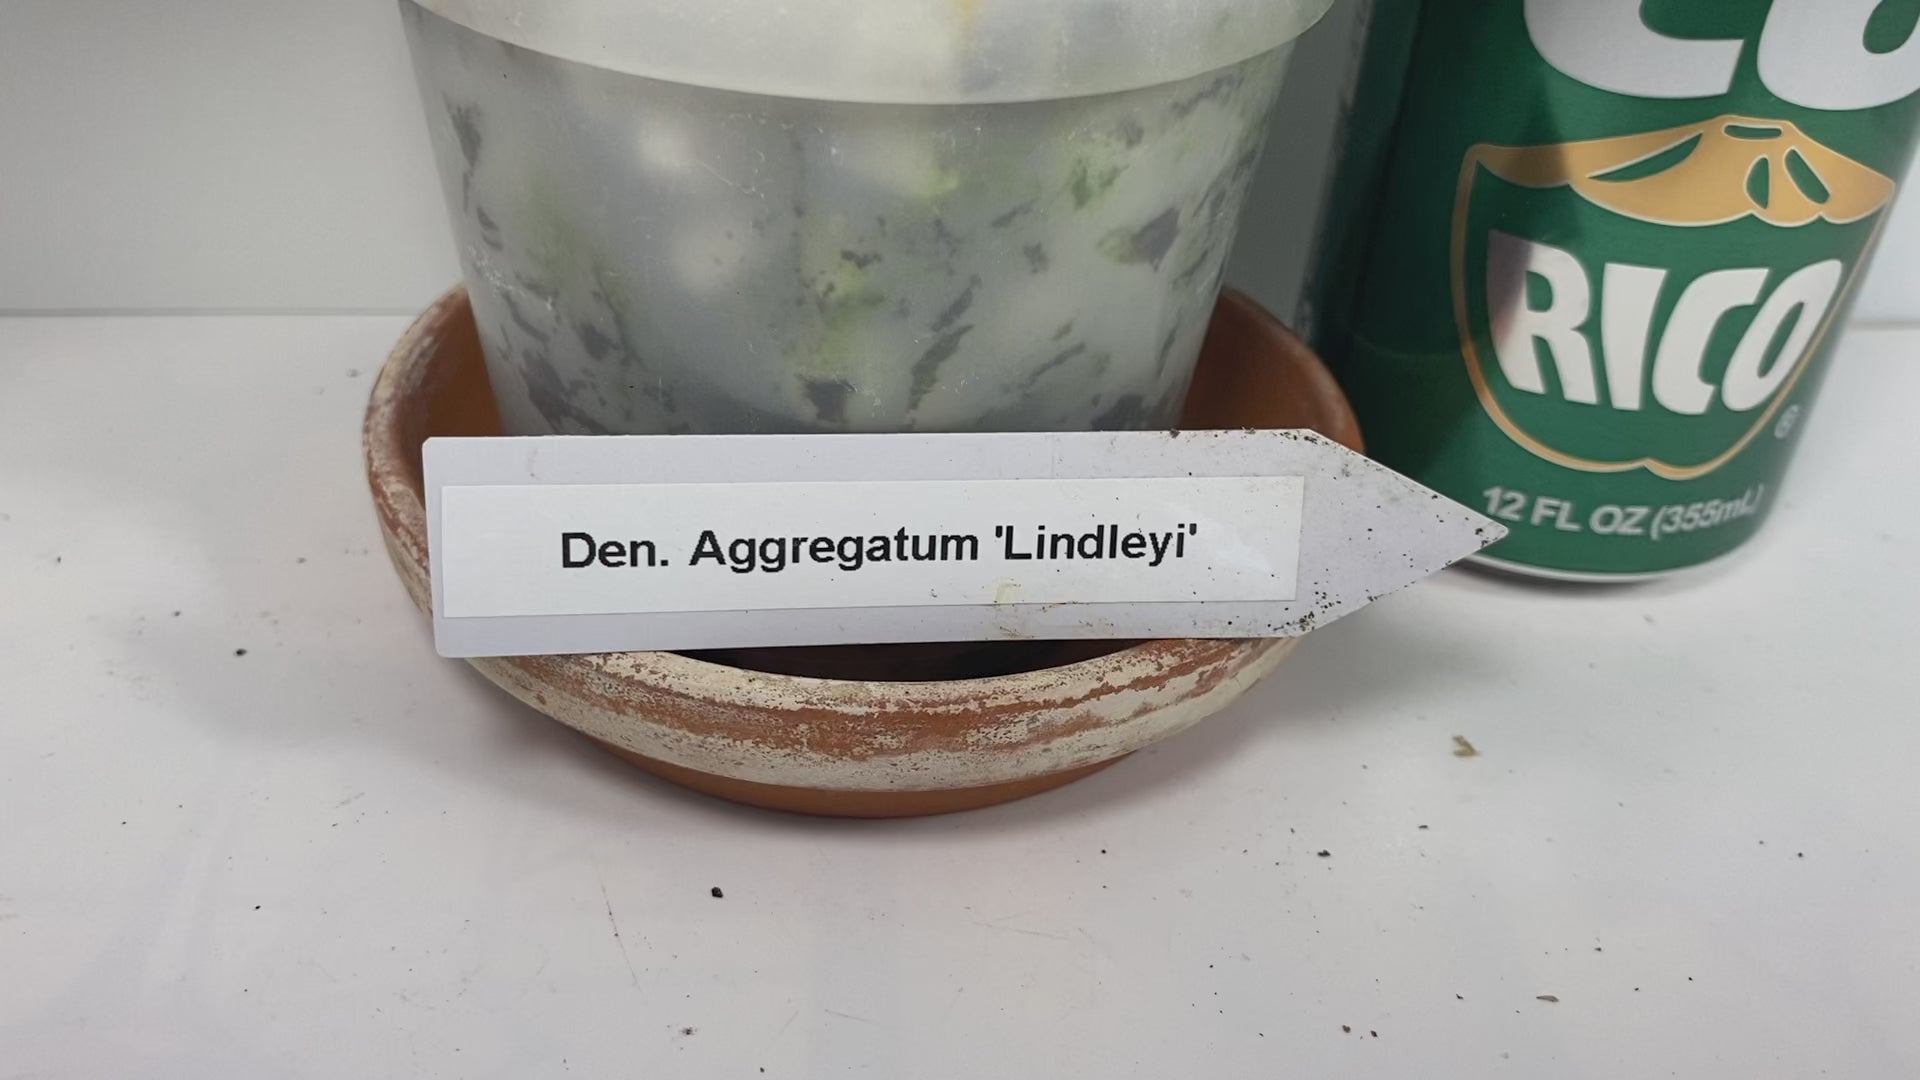 RICO
®
12 FL OZ (355mL)
Den. Aggregatum 'Lindleyi'